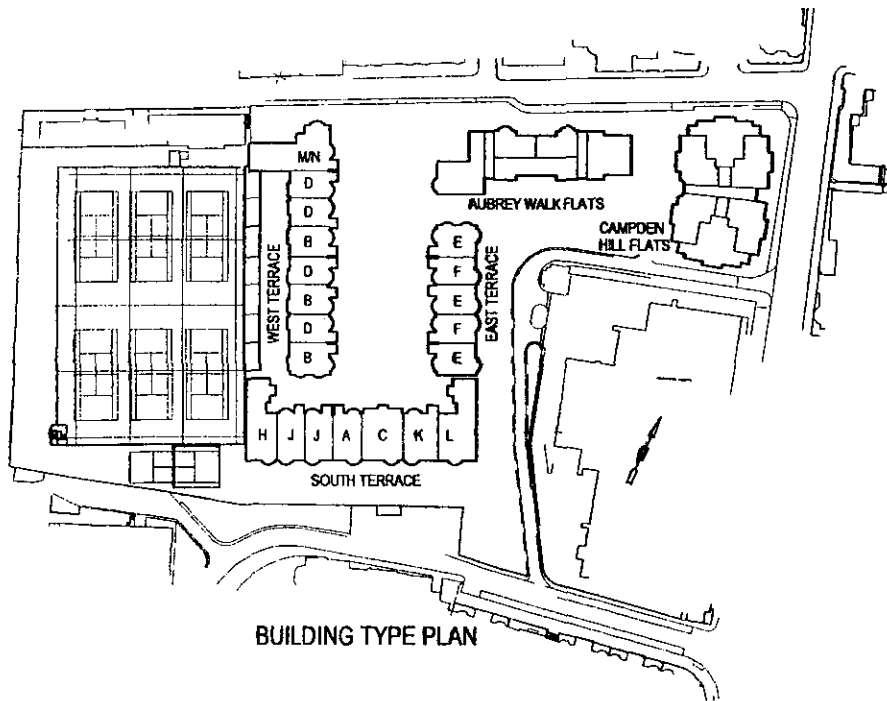 M/N
D
D
B
D
B
D
B
WEST TERRACE
AUBREY WALK FLATS
CAMPDEN
HILL FLATS
E
F
E
F
E
EAST TERRACE
H J J A C K L
SOUTH TERRACE
BUILDING TYPE PLAN